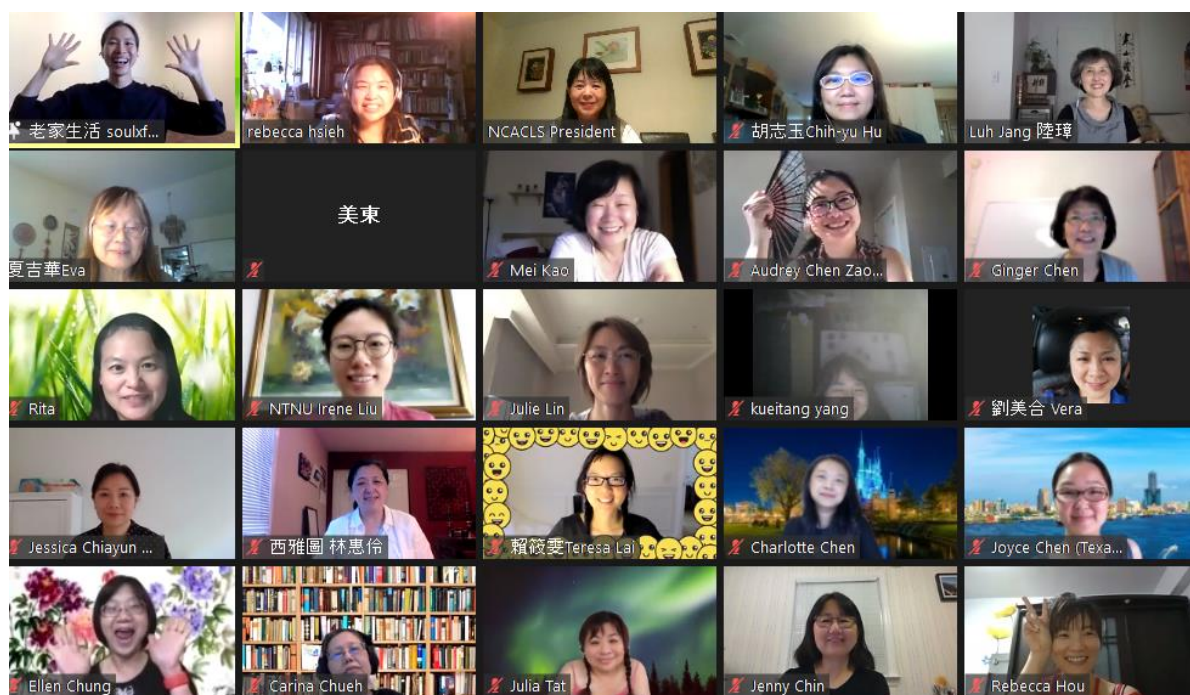 老家生活 soulxf...
rebecca hsieh
NCACLS President
胡志玉Chih-yu Hu
Luh Jang 陸璋
夏吉華Eva
美東
Mei Kao
Audrey Chen Zao...
Ginger Chen
Rita
NTNU Irene Liu
Julie Lin
kueitang yang
劉美合 Vera
Jessica Chiayun ...
西雅圖 林惠伶
賴筱雯Teresa Lai
Charlotte Chen
Joyce Chen (Texa...
Ellen Chung
Carina Chueh
Julia Tat
Jenny Chin
Rebecca Hou